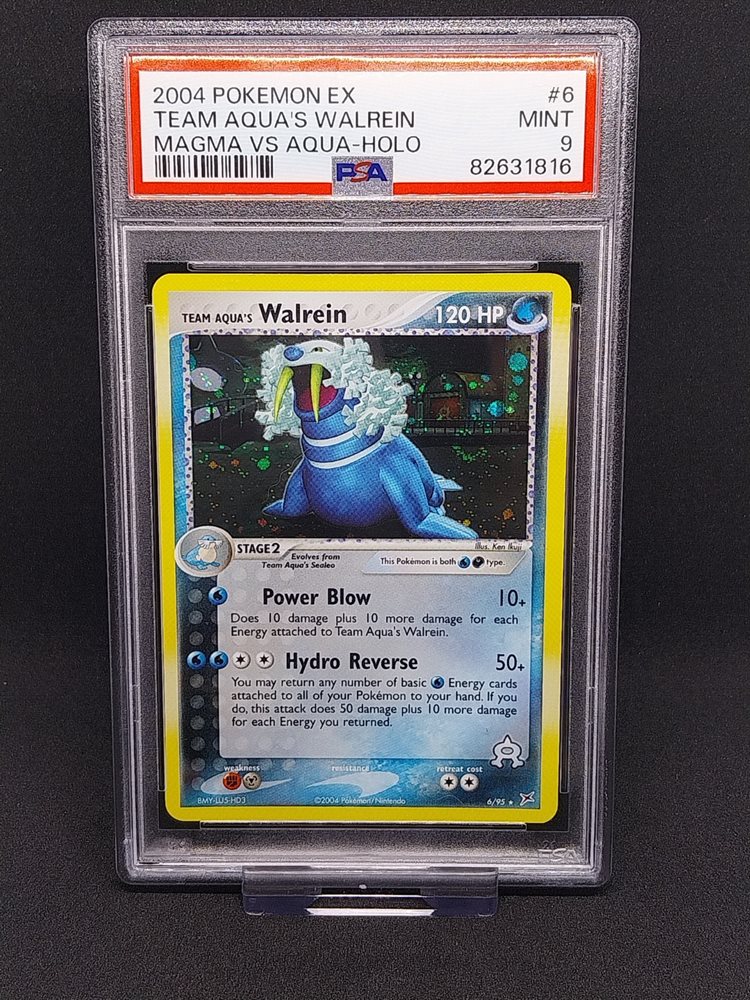 2004 POKEMON EX #6
TEAM AQUA'S WALREIN MINT
MAGMA VS AQUA-HOLO 9
PSA 82631816
TEAM AQUA'S Walrein 120 HP
Illus. Ken Ikuji
STAGE2
Evolves from
Team Aqua's Sealeo
This Pokémon is both type.
Power Blow 10+
Does 10 damage plus 10 more damage for each
Energy attached to Team Aqua's Walrein.
Hydro Reverse 50+
You may return any number of basic Energy cards
attached to all of your Pokémon to your hand. If you
do, this attack does 50 damage plus 10 more damage
for each Energy you returned.
weakness resistance retreat cost
BMY-LU5-HD3 ©2004 Pokémon/Nintendo 6/95 ★
PSA